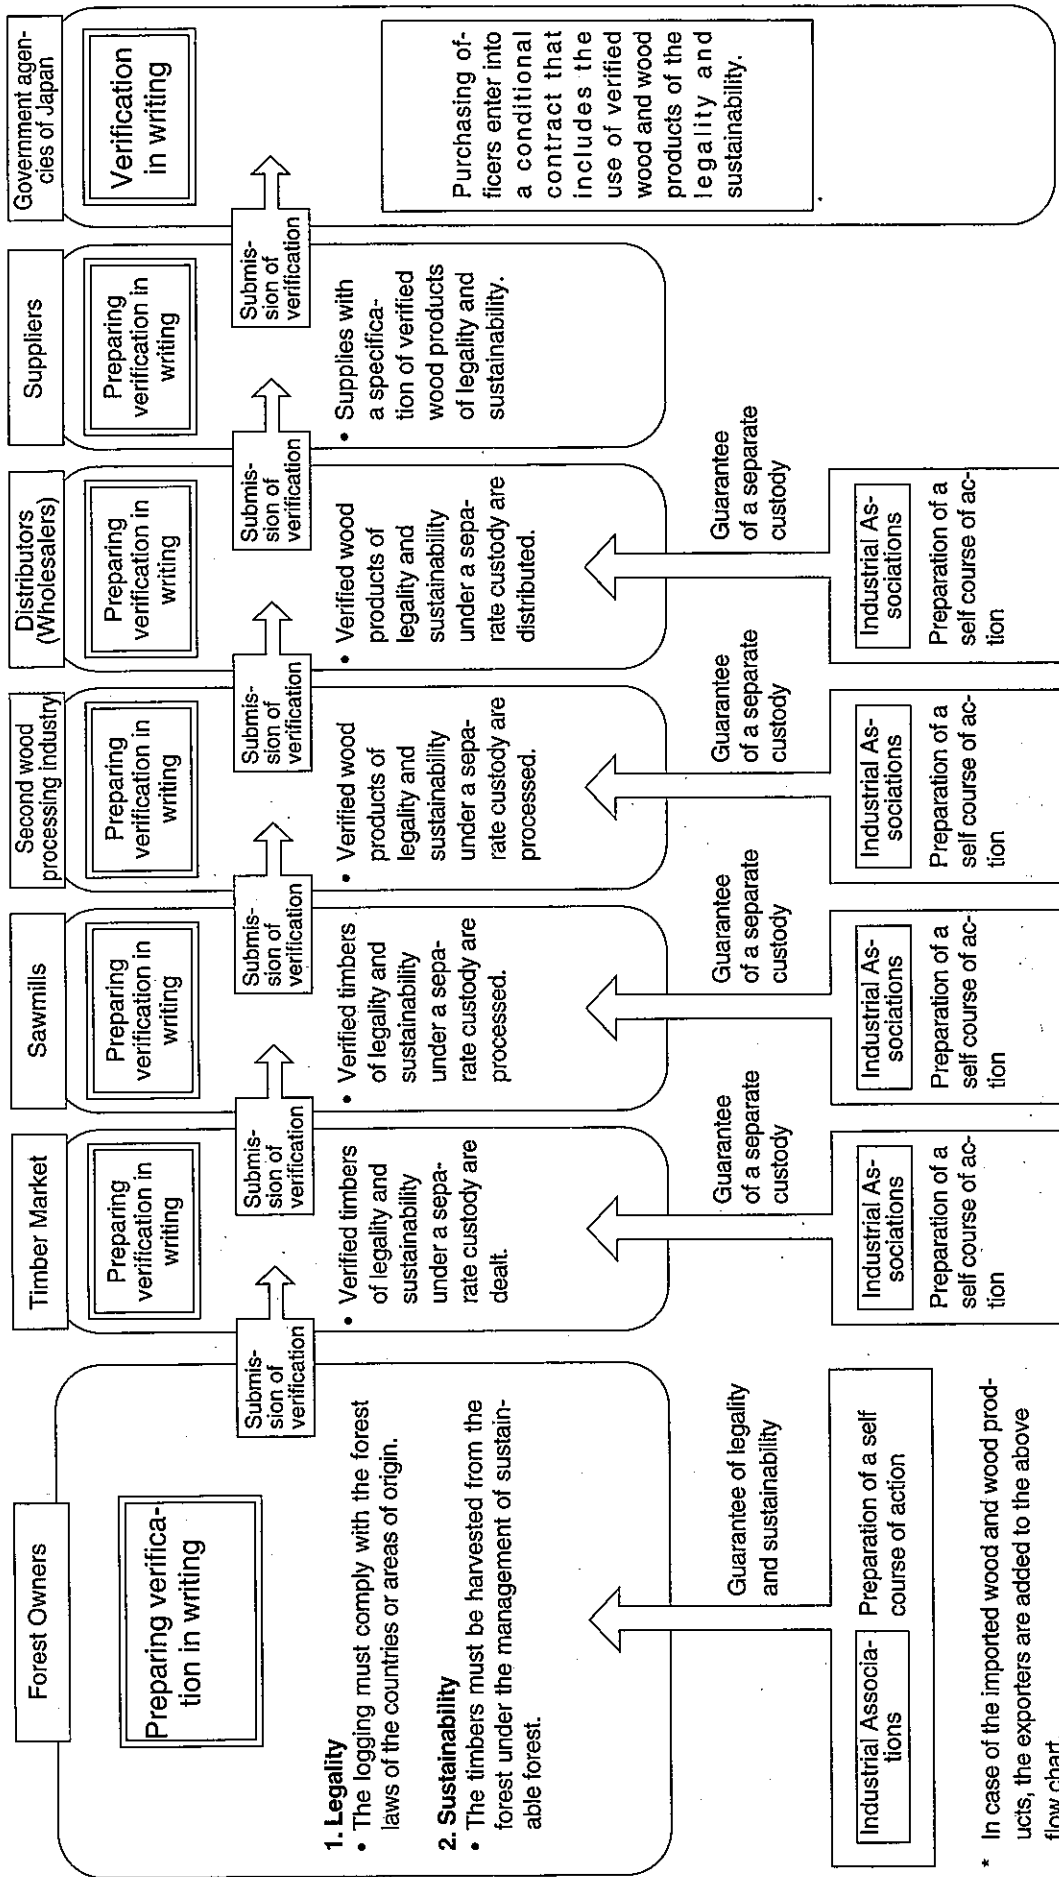 Forest Owners
Preparing verifica-
tion in writing
1. Legality
• The logging must comply with the forest
laws of the countries or areas of origin.
2. Sustainability
• The timbers must be harvested from the
forest under the management of sustain-
able forest.
Submis-
sion of
verification
Guarantee of legality
and sustainability
Industrial Associa-
tions
Preparation of a self
course of action
Timber Market
Preparing
verification in
writing
• Verified timbers
of legality and
sustainability
under a sepa-
rate custody are
dealt.
Submis-
sion of
verification
Guarantee
of a separate
custody
Industrial As-
sociations
Preparation of a
self course of ac-
tion
Sawmills
Preparing
verification in
writing
• Verified timbers
of legality and
sustainability
under a sepa-
rate custody are
processed.
Submis-
sion of
verification
Guarantee
of a separate
custody
Industrial As-
sociations
Preparation of a
self course of ac-
tion
Second wood
processing industry
Preparing
verification in
writing
• Verified wood
products of
legality and
sustainability
under a sepa-
rate custody are
processed.
Submis-
sion of
verification
Guarantee
of a separate
custody
Industrial As-
sociations
Preparation of a
self course of ac-
tion
Distributors
(Wholesalers)
Preparing
verification in
writing
• Verified wood
products of
legality and
sustainability
under a sepa-
rate custody are
distributed.
Submis-
sion of
verification
Guarantee
of a separate
custody
Industrial As-
sociations
Preparation of a
self course of ac-
tion
Suppliers
Preparing
verification in
writing
• Supplies with
a specifica-
tion of verified
wood products
of legality and
sustainability.
Submis-
sion of
verification
Government agen-
cies of Japan
Verification
in writing
Purchasing of-
ficers enter into
a conditional
contract that
includes the
use of verified
wood and wood
products of the
legality and
sustainability.
* In case of the imported wood and wood prod-
ucts, the exporters are added to the above
flow chart.